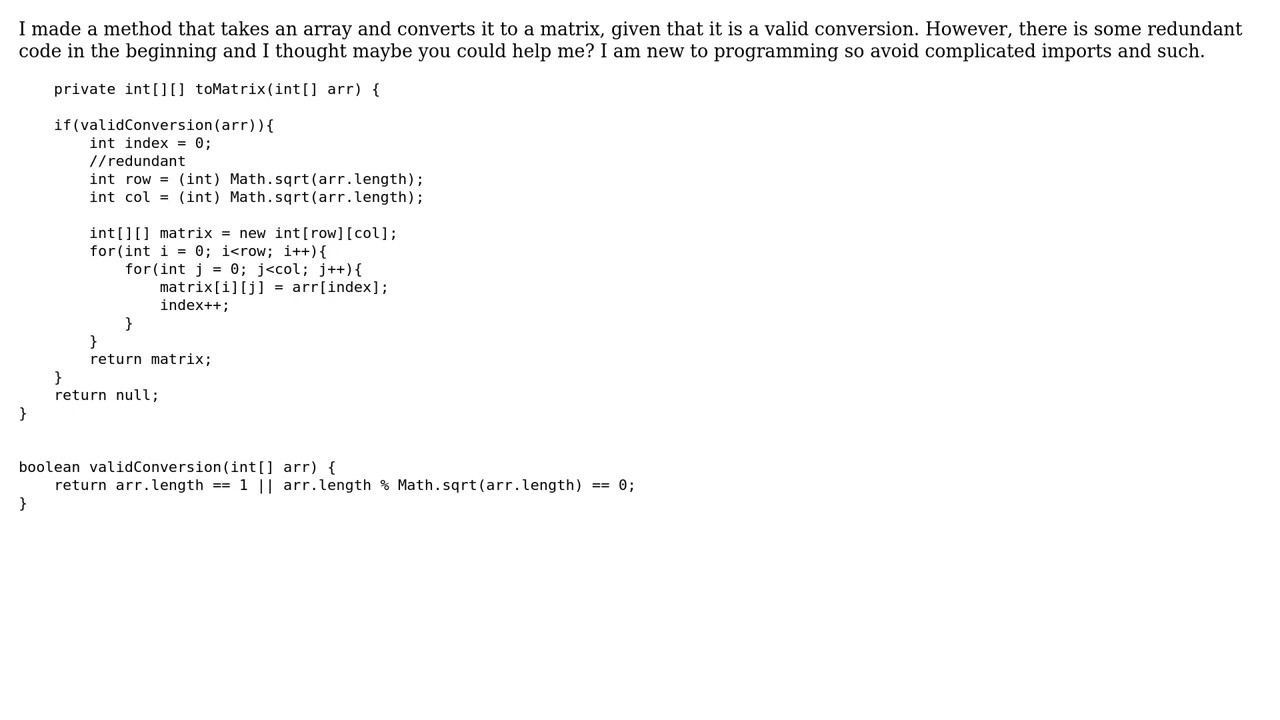 I made a method that takes an array and converts it to a matrix, given that it is a valid conversion. However, there is some redundant
code in the beginning and I thought maybe you could help me? I am new to programming so avoid complicated imports and such.
    private int[][] toMatrix(int[] arr) {

    if(validConversion(arr)){
        int index = 0;
        //redundant
        int row = (int) Math.sqrt(arr.length);
        int col = (int) Math.sqrt(arr.length);

        int[][] matrix = new int[row][col];
        for(int i = 0; i<row; i++){
            for(int j = 0; j<col; j++){
                matrix[i][j] = arr[index];
                index++;
            }
        }
        return matrix;
    }
    return null;
}


boolean validConversion(int[] arr) {
    return arr.length == 1 || arr.length % Math.sqrt(arr.length) == 0;
}